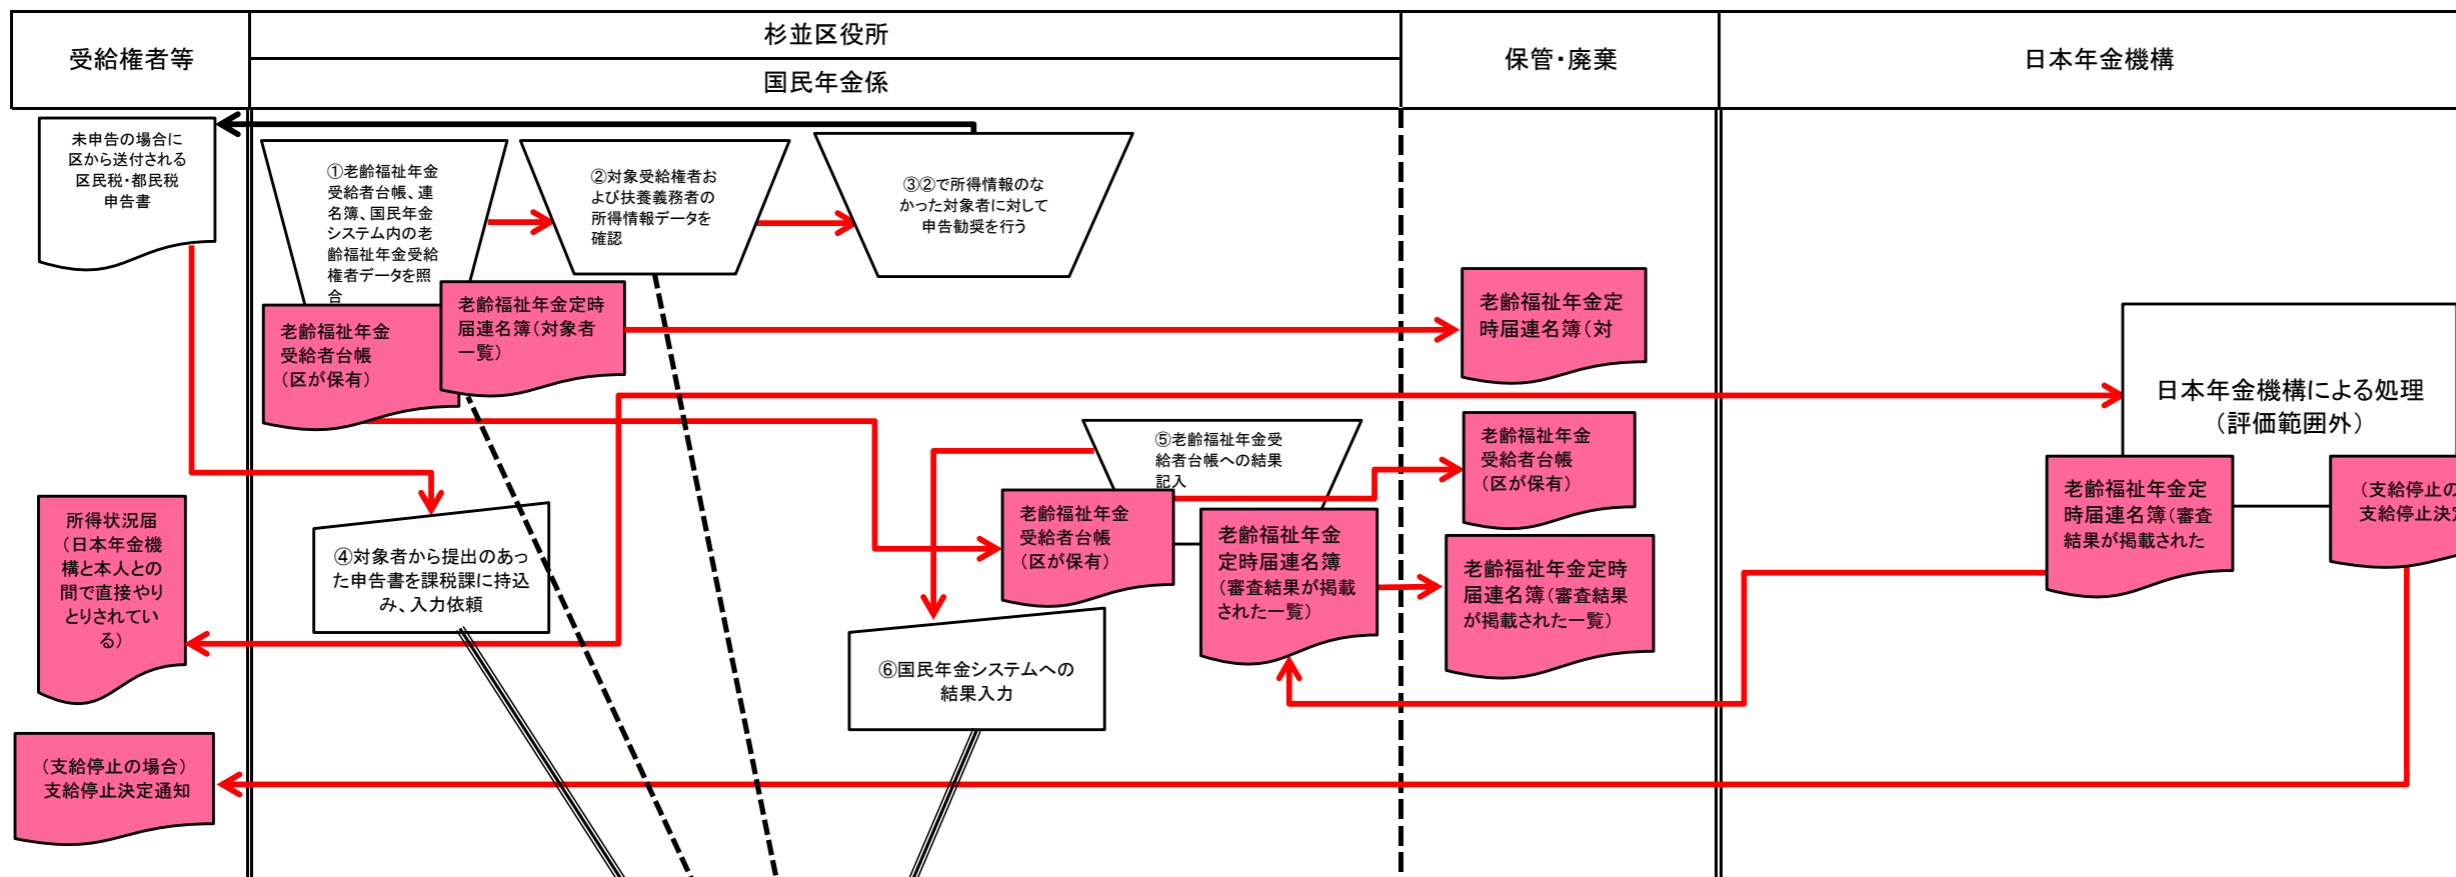 受給権者等
杉並区役所
国民年金係
保管・廃棄
日本年金機構
未申告の場合に
区から送付される
区民税・都民税
申告書
①老齢福祉年金
受給者台帳、連
名簿、国民年金
システム内の老
齢福祉年金受給
権者データを照
合
②対象受給権者お
よび扶養義務者の
所得情報データを
確認
③②で所得情報のな
かった対象者に対して
申告勧奨を行う
老齢福祉年金
受給者台帳
（区が保有）
老齢福祉年金定時
届連名簿（対象者
一覧）
老齢福祉年金定
時届連名簿（対
日本年金機構による処理
（評価範囲外）
⑤老齢福祉年金受
給者台帳への結果
記入
老齢福祉年金
受給者台帳
（区が保有）
老齢福祉年金
受給者台帳
（区が保有）
老齢福祉年金
定時届連名簿
（審査結果が掲載
された一覧）
老齢福祉年金定時
届連名簿（審査結果
が掲載された一覧）
老齢福祉年金定
時届連名簿（審査
結果が掲載された
（支給停止の
支給停止決
所得状況届
（日本年金機
構と本人との
間で直接やり
とりされてい
る）
④対象者から提出のあっ
た申告書を課税課に持込
み、入力依頼
⑥国民年金システムへの
結果入力
（支給停止の場合）
支給停止決定通知